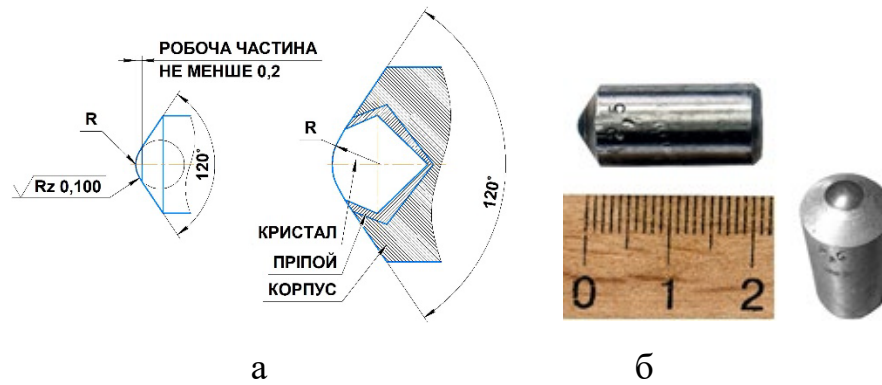 РОБОЧА ЧАСТИНА
НЕ МЕНШЕ 0,2
R
Rz 0,100
120°
R
120°
КРИСТАЛ
ПРІПОЙ
КОРПУС
0 1 2
а
б